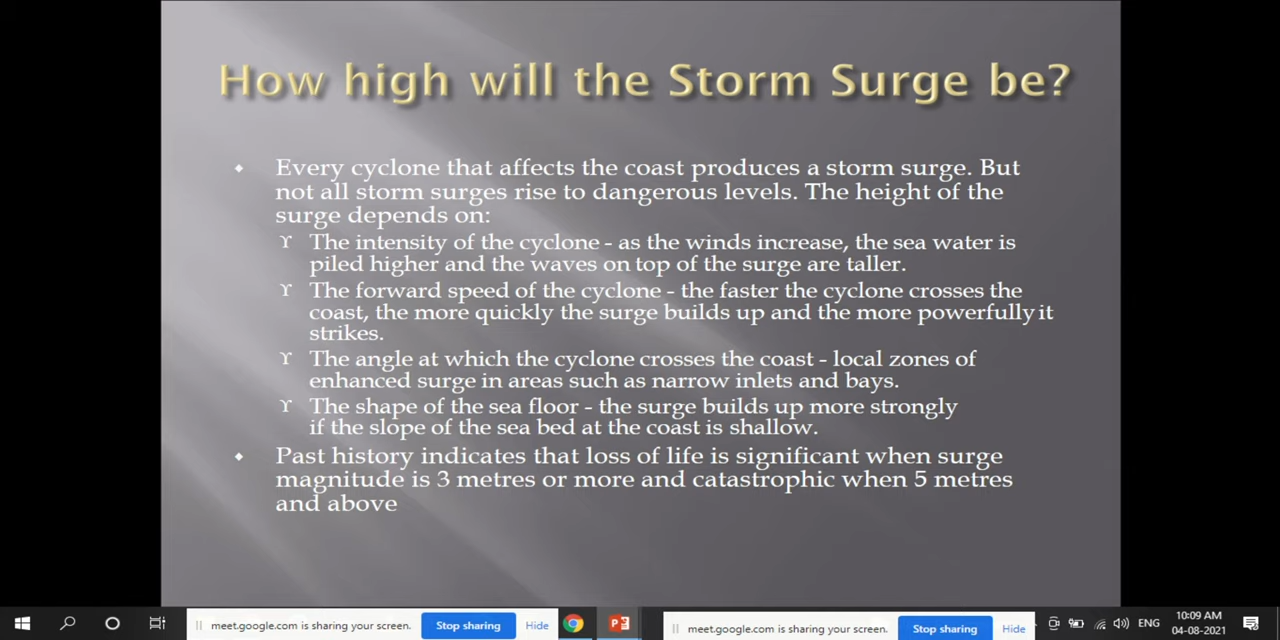 How high will the Storm Surge be?
Every cyclone that affects the coast produces a storm surge. But
not all storm surges rise to dangerous levels. The height of the
surge depends on:
The intensity of the cyclone - as the winds increase, the sea water is
piled higher and the waves on top of the surge are taller.
The forward speed of the cyclone - the faster the cyclone crosses the
coast, the more quickly the surge builds up and the more powerfully it
strikes.
The angle at which the cyclone crosses the coast - local zones of
enhanced surge in areas such as narrow inlets and bays.
The shape of the sea floor - the surge builds up more strongly
if the slope of the sea bed at the coast is shallow.
Past history indicates that loss of life is significant when surge
magnitude is 3 metres or more and catastrophic when 5 metres
and above
meet.google.com is sharing your screen. Stop sharing Hide
meet.google.com is sharing your screen. Stop sharing Hide
ENG
10:09 AM
04-08-2021